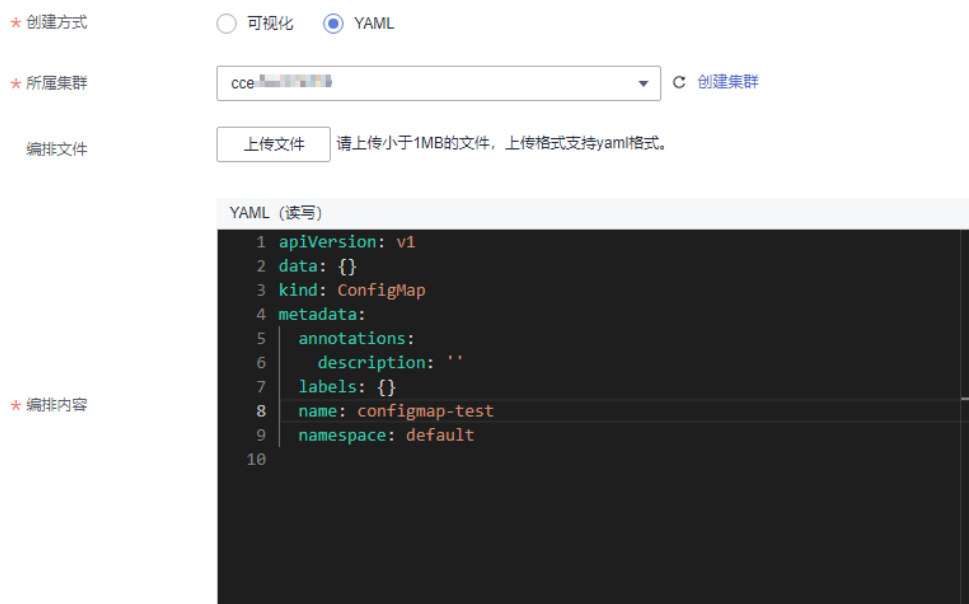 * 创建方式 可视化 YAML
* 所属集群 cce 创建集群
编排文件 上传文件 请上传小于1MB的文件，上传格式支持yaml格式。
YAML（读写）
1 apiVersion: v1
2 data: {}
3 kind: ConfigMap
4 metadata:
5 annotations:
6 description: ''
7 labels: {}
* 编排内容
8 name: configmap-test
9 namespace: default
10